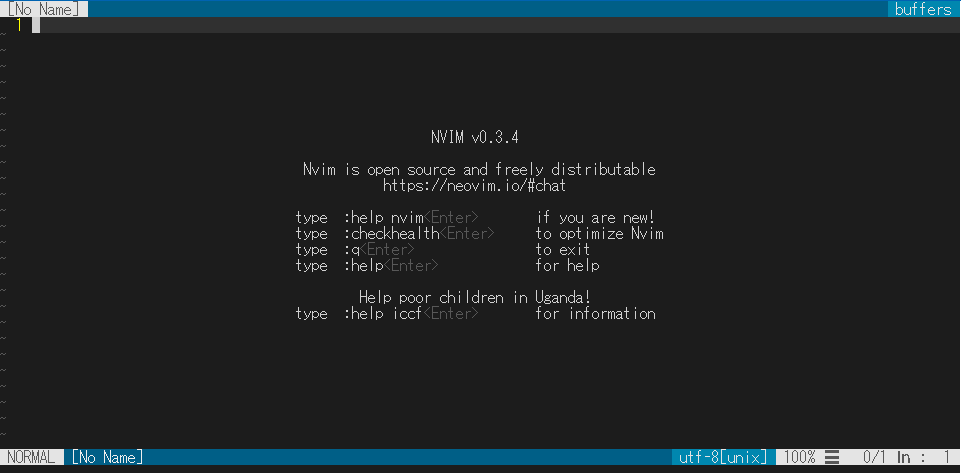 [No Name] buffers
1
~
~
~
~
~
~
NVIM v0.3.4
~
Nvim is open source and freely distributable
https://neovim.io/#chat
~
type :help nvim<Enter> if you are new!
type :checkhealth<Enter> to optimize Nvim
type :q<Enter> to exit
type :help<Enter> for help
~
Help poor children in Uganda!
type :help iccf<Enter> for information
~
~
~
~
~
~
~
~
NORMAL [No Name] utf-8[unix] 100% ☰ 0/1 ln : 1